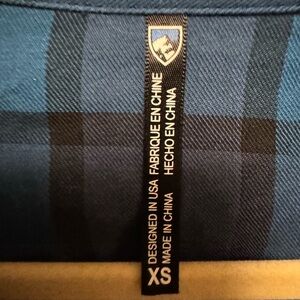 DESIGNED IN USA FABRIQUE EN CHINE
MADE IN CHINA HECHO EN CHINA
XS